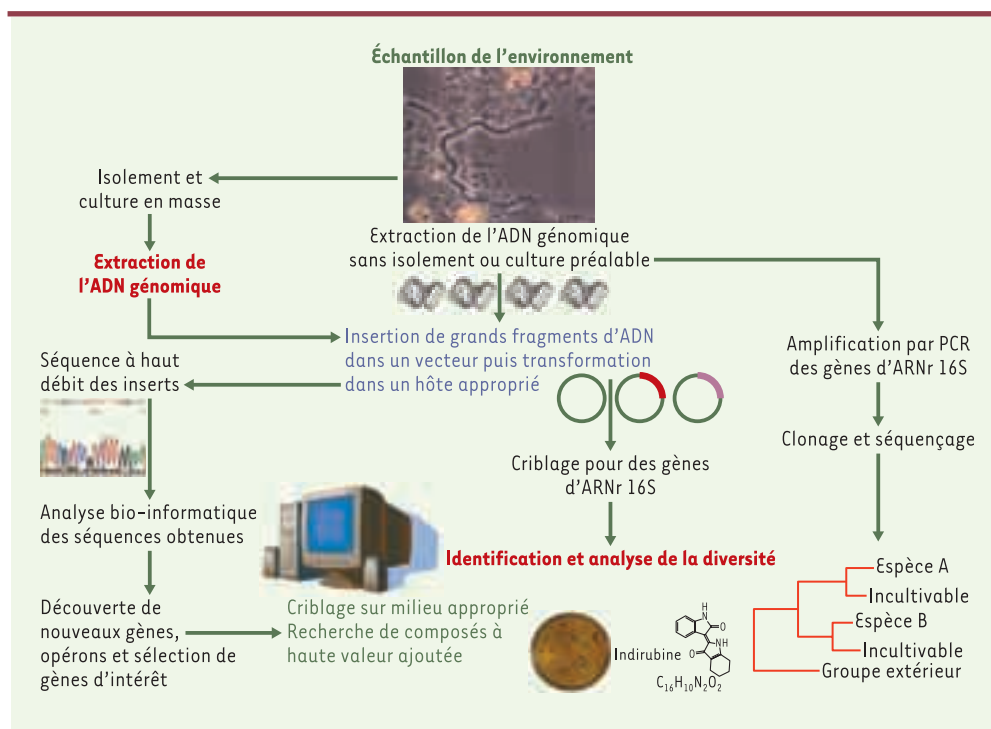 Échantillon de l'environnement
Isolement et
culture en masse
Extraction de
l'ADN génomique
Extraction de l'ADN génomique
sans isolement ou culture préalable
Insertion de grands fragments d'ADN
dans un vecteur puis transformation
dans un hôte approprié
Séquence à haut
débit des inserts
Amplification par PCR
des gènes d'ARNr 16S
Clonage et séquençage
Criblage pour des gènes
d'ARNr 16S
Analyse bio-informatique
des séquences obtenues
Identification et analyse de la diversité
Découverte de
nouveaux gènes,
opérons et sélection de
gènes d'intérêt
Criblage sur milieu approprié
Recherche de composés à
haute valeur ajoutée
Indirubine
H
N
O
NH
O
C₁₆H₁₀N₂O₂
Espèce A
Incultivable
Espèce B
Incultivable
Groupe extérieur